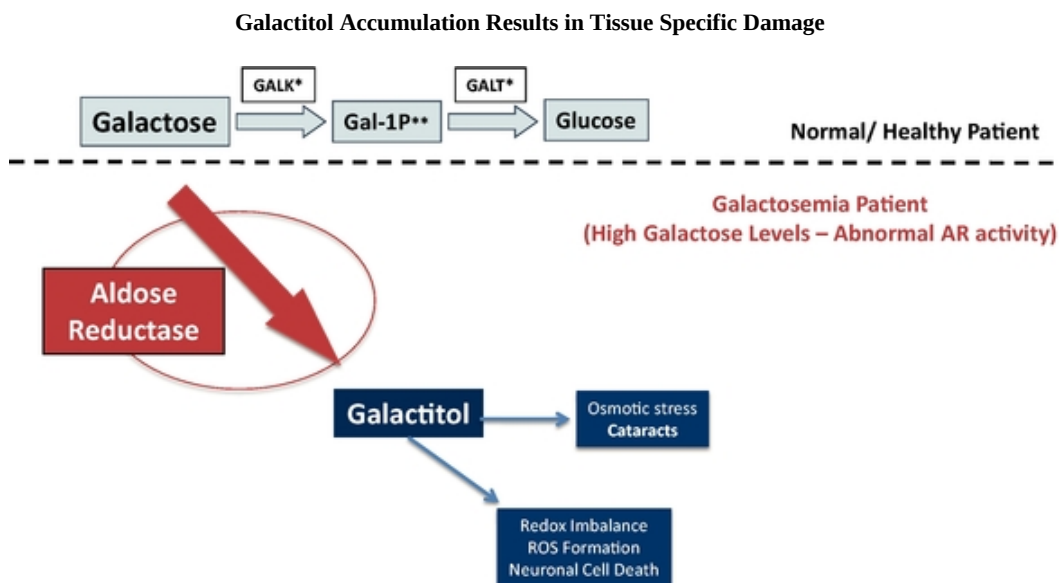 Galactitol Accumulation Results in Tissue Specific Damage
GALK*
GALT*
Galactose
Gal-1P**
Glucose
Normal/ Healthy Patient
Galactosemia Patient
(High Galactose Levels – Abnormal AR activity)
Aldose
Reductase
Galactitol
Osmotic stress
Cataracts
Redox Imbalance
ROS Formation
Neuronal Cell Death